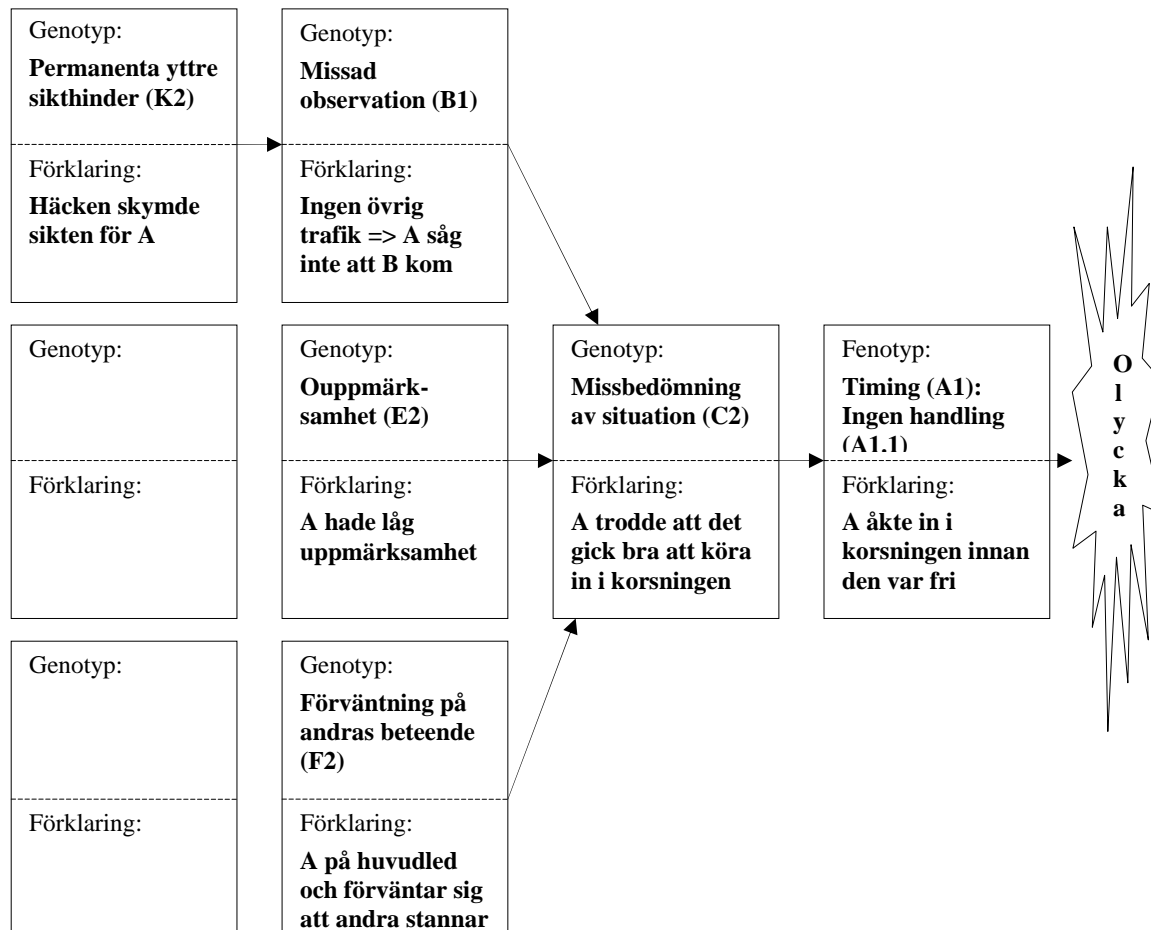 Genotyp:
Permanenta yttre
sikthinder (K2)
Förklaring:
Häcken skymde
sikten för A
Genotyp:
Missad
observation (B1)
Förklaring:
Ingen övrig
trafik => A såg
inte att B kom
Genotyp:
Förklaring:
Genotyp:
Ouppmärk-
samhet (E2)
Förklaring:
A hade låg
uppmärksamhet
Genotyp:
Missbedömning
av situation (C2)
Förklaring:
A trodde att det
gick bra att köra
in i korsningen
Fenotyp:
Timing (A1):
Ingen handling
(A1.1)
Förklaring:
A åkte in i
korsningen innan
den var fri
O
l
y
c
k
a
Genotyp:
Förklaring:
Genotyp:
Förväntning på
andras beteende
(F2)
Förklaring:
A på huvudled
och förväntar sig
att andra stannar